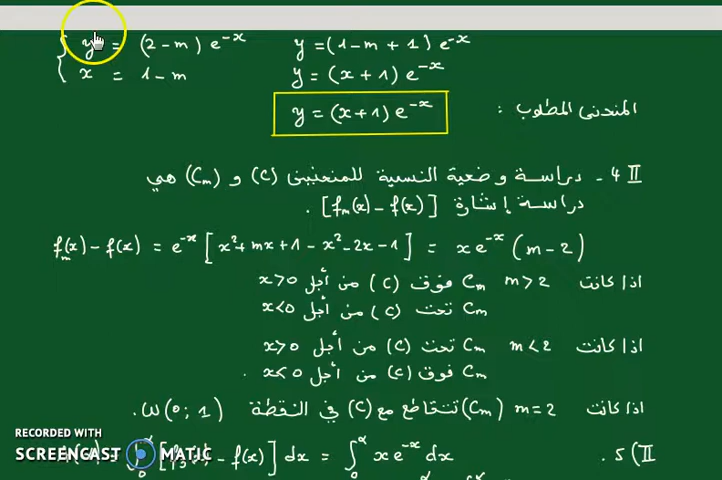 y = (2-m) e^{-x}    y = (1-m+1) e^{-x}
x = 1-m    y = (x+1) e^{-x}
المنحنى المطلوب : y = (x+1) e^{-x}
II 4 - دراسة وضعية النسبية للمنحنيين (C) و (Cm) هي
دراسة إشارة [fm(x) - f(x)] .
fm(x) - f(x) = e^{-x} [x²+mx+1-x²-2x-1] = x e^{-x} (m-2)
اذا كانت m>2 Cm فوق (C) من أجل x>0
Cm تحت (C) من أجل x<0
اذا كانت m<2 Cm تحت (C) من أجل x>0
Cm فوق (C) من أجل x<0 .
اذا كانت m=2 (Cm) تتقاطع مع (C) في النقطة ω(0;1) .
II) 5 . f(x)] dx = ∫₀^α x e^{-x} dx
RECORDED WITH
SCREENCAST MATIC